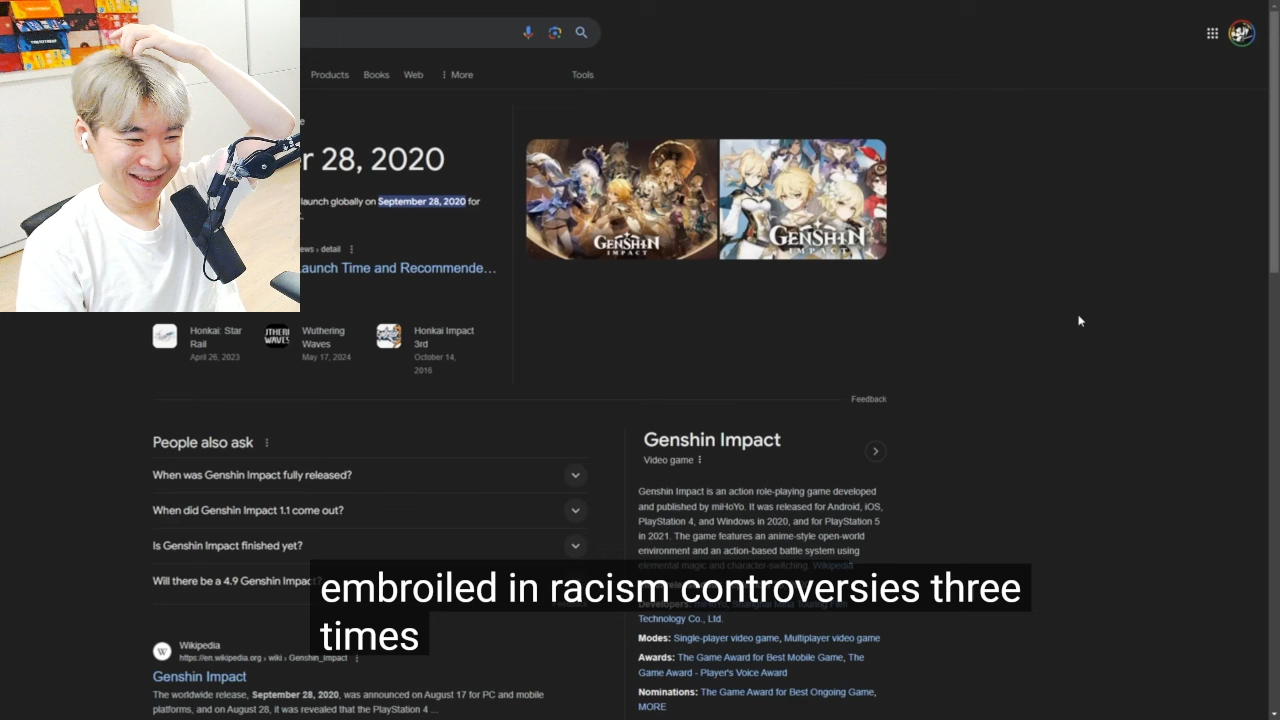 Products Books Web More Tools
r 28, 2020
launch globally on September 28, 2020 for
ews › detail
aunch Time and Recommende...
GENSHIN
IMPACT
GENSHIN
IMPACT
Honkai: Star
Rail
April 26, 2023
WAVES
Wuthering
Waves
May 17, 2024
Honkai Impact
3rd
October 14,
2016
Feedback
People also ask
When was Genshin Impact fully released?
When did Genshin Impact 1.1 come out?
Is Genshin Impact finished yet?
Will there be a 4.9 Genshin Impact?
Wikipedia
https://en.wikipedia.org › wiki › Genshin_Impact
Genshin Impact
The worldwide release, September 28, 2020, was announced on August 17 for PC and mobile
platforms, and on August 28, it was revealed that the PlayStation 4 ...
Genshin Impact
Video game
Genshin Impact is an action role-playing game developed
and published by miHoYo. It was released for Android, iOS,
PlayStation 4, and Windows in 2020, and for PlayStation 5
in 2021. The game features an anime-style open-world
environment and an action-based battle system using
elemental magic and character-switching. Wikipedia
Technology Co., Ltd.
Modes: Single-player video game, Multiplayer video game
Awards: The Game Award for Best Mobile Game, The
Game Award - Player's Voice Award
Nominations: The Game Award for Best Ongoing Game,
MORE
embroiled in racism controversies three
times